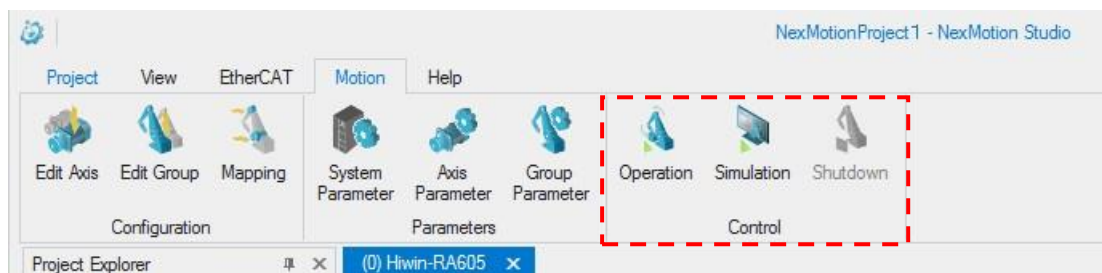 NexMotionProject1 - NexMotion Studio
Project View EtherCAT Motion Help
Edit Axis Edit Group Mapping System Parameter Axis Parameter Group Parameter Operation Simulation Shutdown
Configuration Parameters Control
Project Explorer (0) Hiwin-RA605